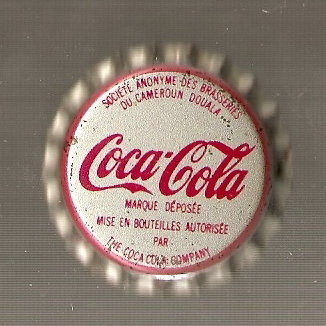 SOCIÉTÉ ANONYME DES BRASSERIES
DU CAMEROUN DOUALA
Coca-Cola
MARQUE DÉPOSÉE
MISE EN BOUTEILLES AUTORISÉE
PAR
THE COCA COLA COMPANY